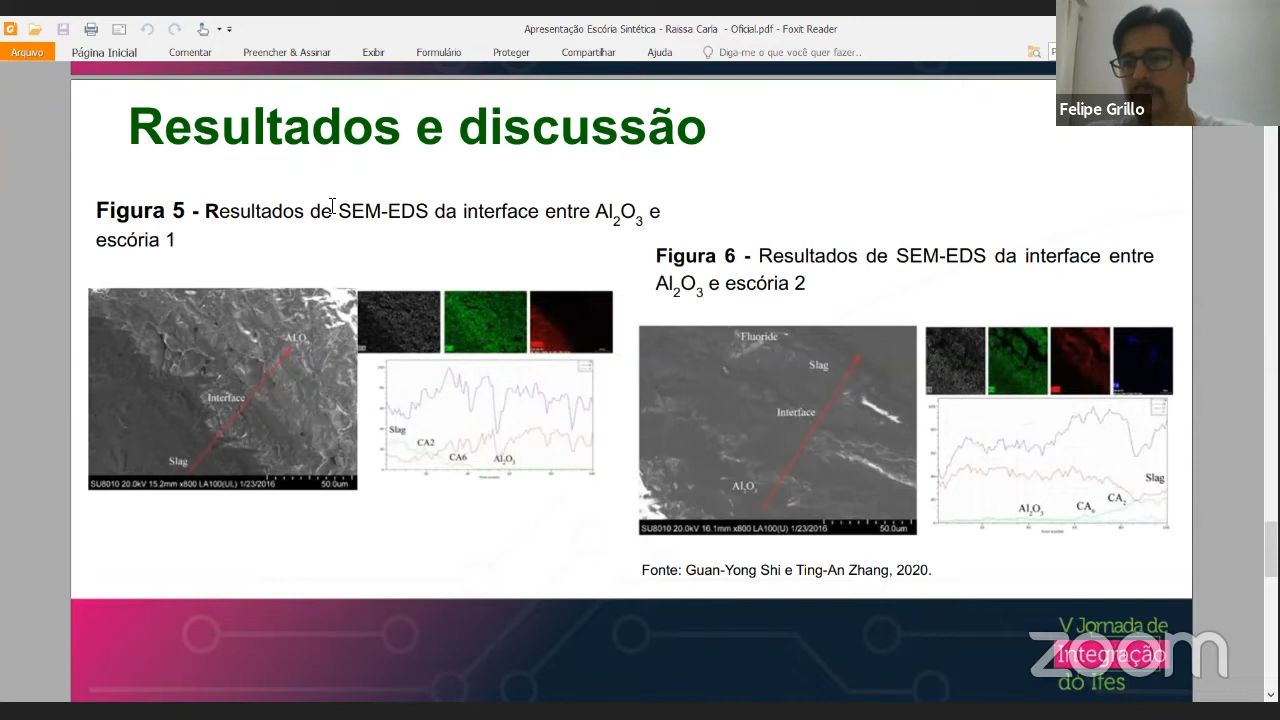 Apresentação Escória Sintética - Raissa Carla - Oficial.pdf - Foxit Reader
Arquivo Página Inicial Comentar Preencher & Assinar Exibir Formulário Proteger Compartilhar Ajuda Diga-me o que você quer fazer..
Felipe Grillo
Resultados e discussão
Figura 5 - Resultados de SEM-EDS da interface entre Al2O3 e
escória 1
Figura 6 - Resultados de SEM-EDS da interface entre
Al2O3 e escória 2
Al2O3
Interface
Slag
SU8010 20.0kV 15.2mm x800 LA100(UL) 1/23/2016 50.0um
Slag
CA2
CA6
Al2O3
Fluoride
Slag
Interface
Al2O3
SU8010 20.0kV 16.1mm x800 LA100(U) 1/23/2016 50.0um
Slag
CA2
CA6
Al2O3
Fonte: Guan-Yong Shi e Ting-An Zhang, 2020.
V Jornada de
Integração
do Ifes
zoom